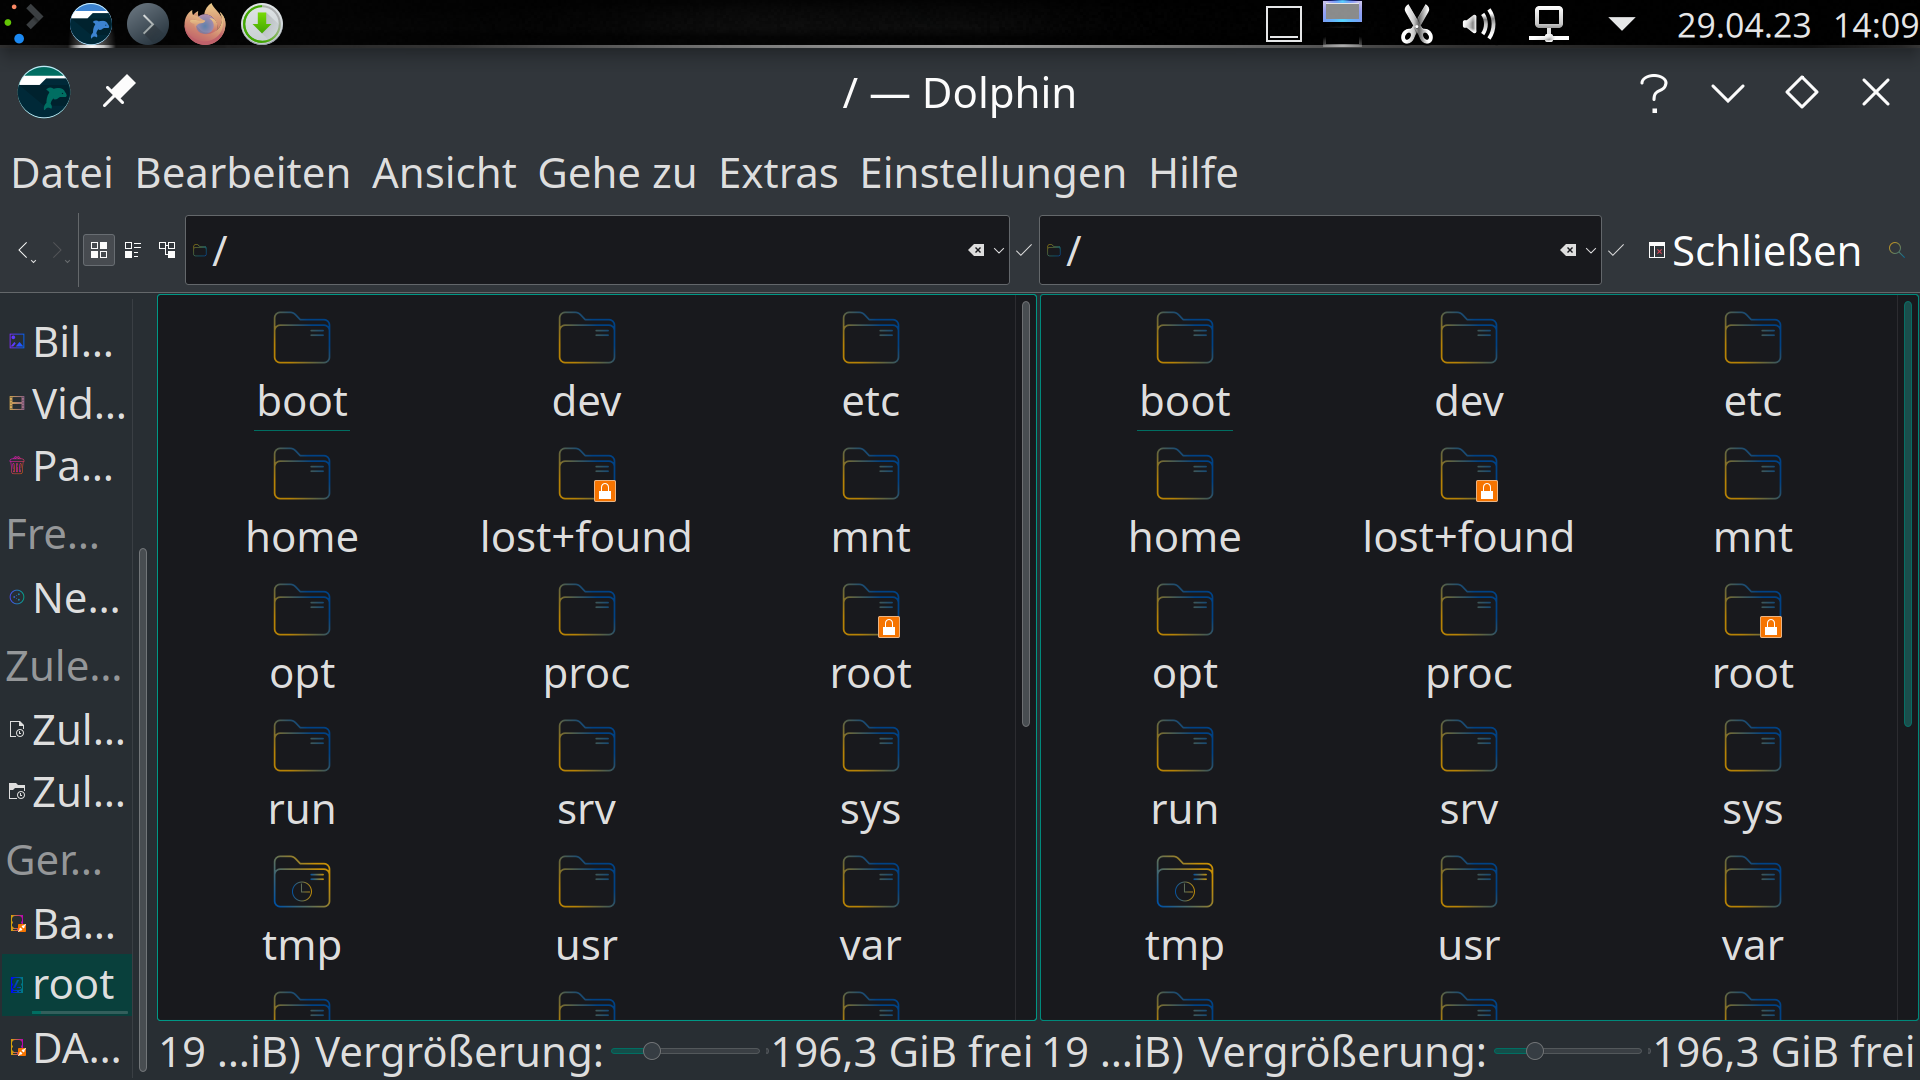 29.04.23 14:09
/ — Dolphin
Datei Bearbeiten Ansicht Gehe zu Extras Einstellungen Hilfe
/
/
Schließen
Bil...
Vid...
Pa...
Fre...
Ne...
Zule...
Zul...
Zul...
Ger...
Ba...
root
DA...
boot dev etc
home lost+found mnt
opt proc root
run srv sys
tmp usr var
19 ...iB) Vergrößerung: 196,3 GiB frei
boot dev etc
home lost+found mnt
opt proc root
run srv sys
tmp usr var
19 ...iB) Vergrößerung: 196,3 GiB frei